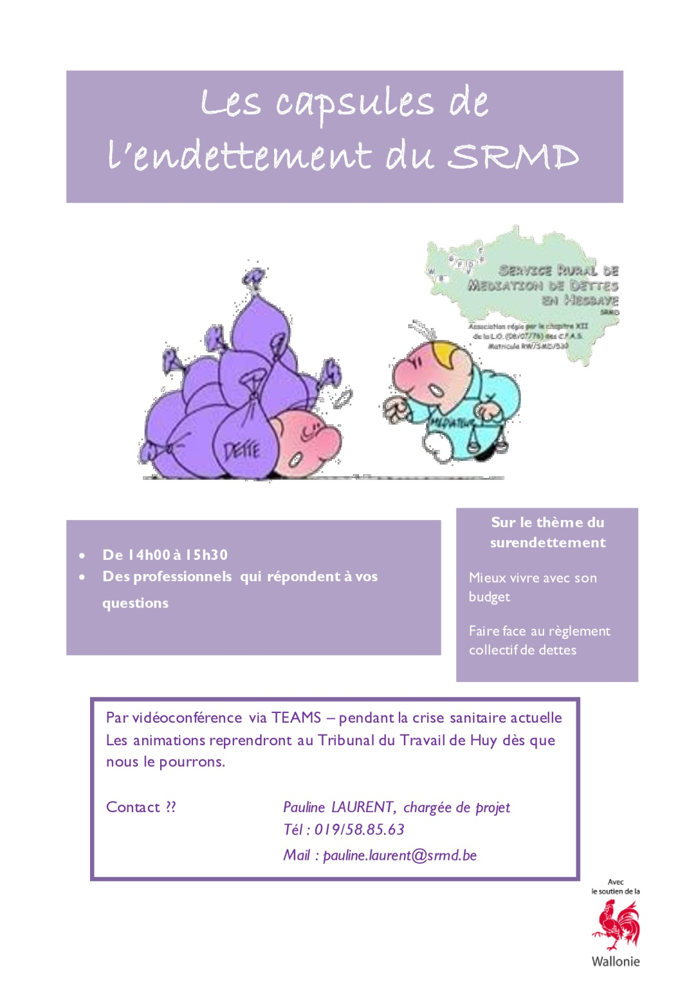 Les capsules de
l'endettement du SRMD
SERVICE RURAL DE
MEDIATION DE DETTES
EN HESBAYE
SRMD
Association régie par le chapitre XII
de la L.O. (08/07/76) des C.P.A.S.
Matricule RW/SMD/530
DETTE
MEDIATEUR
• De 14h00 à 15h30
• Des professionnels qui répondent à vos
questions
Sur le thème du
surendettement
Mieux vivre avec son
budget
Faire face au règlement
collectif de dettes
Par vidéoconférence via TEAMS – pendant la crise sanitaire actuelle
Les animations reprendront au Tribunal du Travail de Huy dès que
nous le pourrons.
Contact ?? Pauline LAURENT, chargée de projet
Tél : 019/58.85.63
Mail : pauline.laurent@srmd.be
Avec
le soutien de la
Wallonie